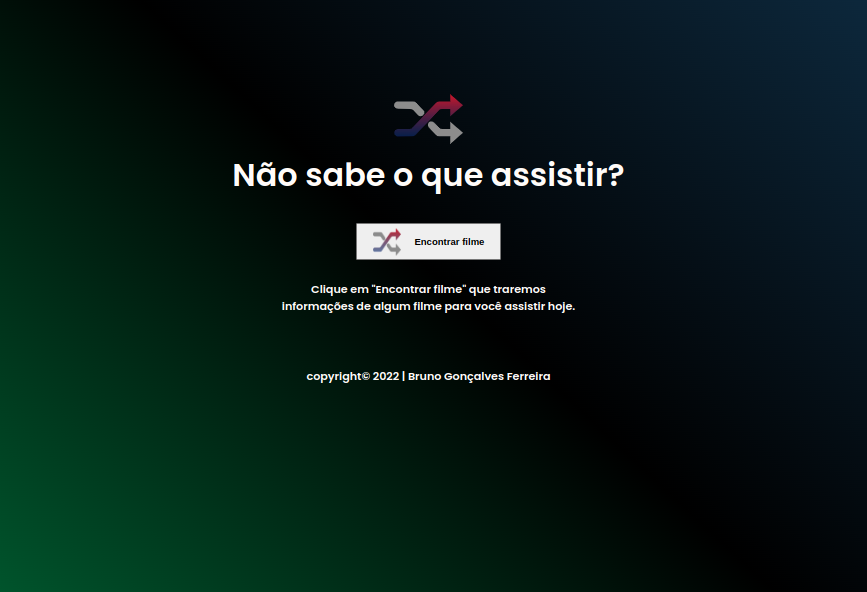 Não sabe o que assistir?
Encontrar filme
Clique em "Encontrar filme" que traremos
informações de algum filme para você assistir hoje.
copyright© 2022 | Bruno Gonçalves Ferreira